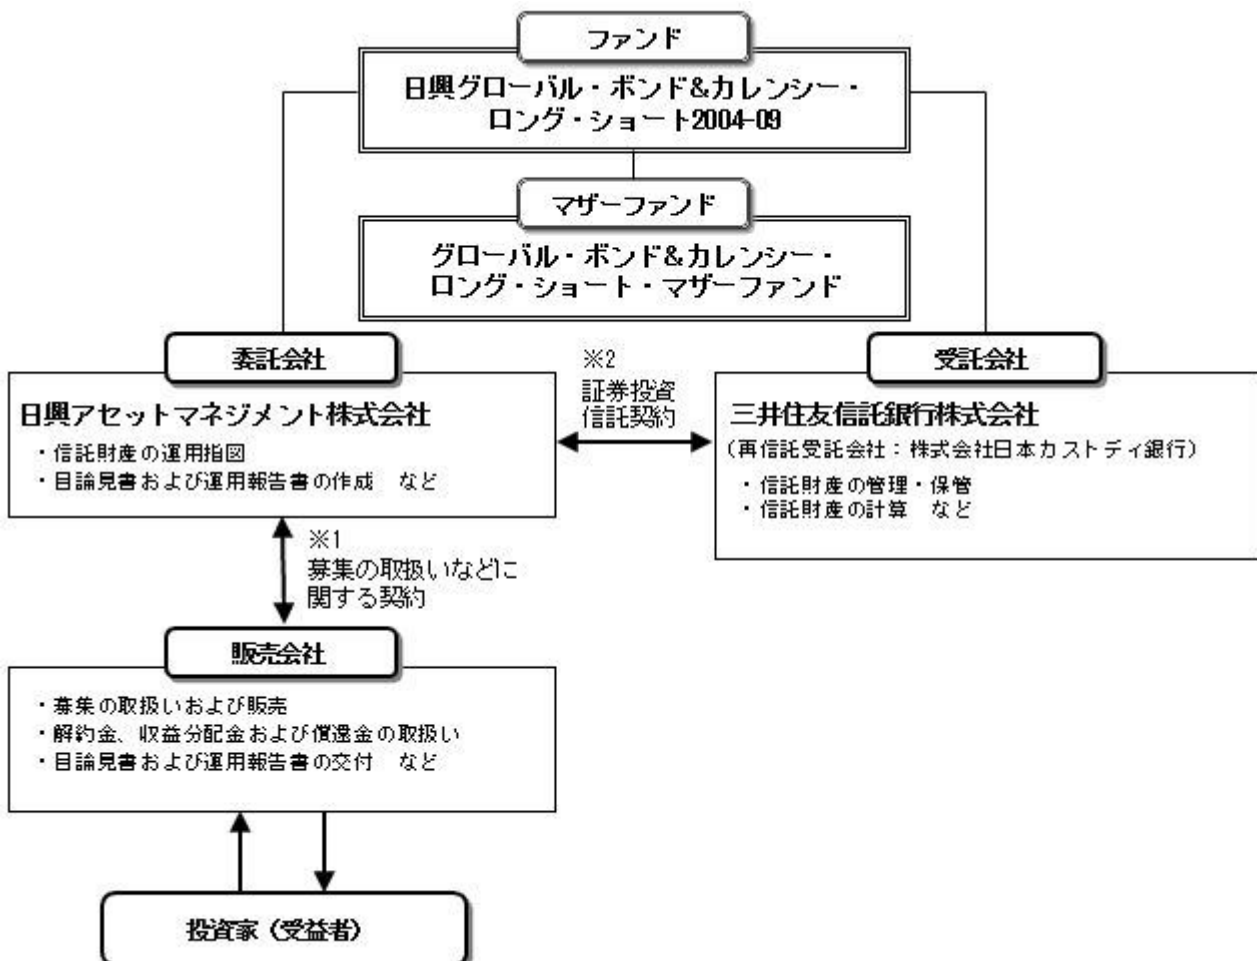 ファンド
日興グローバル・ボンド&カレンシー・
ロング・ショート2004-09
マザーファンド
グローバル・ボンド&カレンシー・
ロング・ショート・マザーファンド
委託会社
日興アセットマネジメント株式会社
・信託財産の運用指図
・目論見書および運用報告書の作成　など
※2
証券投資
信託契約
受託会社
三井住友信託銀行株式会社
(再信託受託会社：株式会社日本カストディ銀行)
・信託財産の管理・保管
・信託財産の計算　など
※1
募集の取扱いなどに
関する契約
販売会社
・募集の取扱いおよび販売
・解約金、収益分配金および償還金の取扱い
・目論見書および運用報告書の交付　など
投資家（受益者）